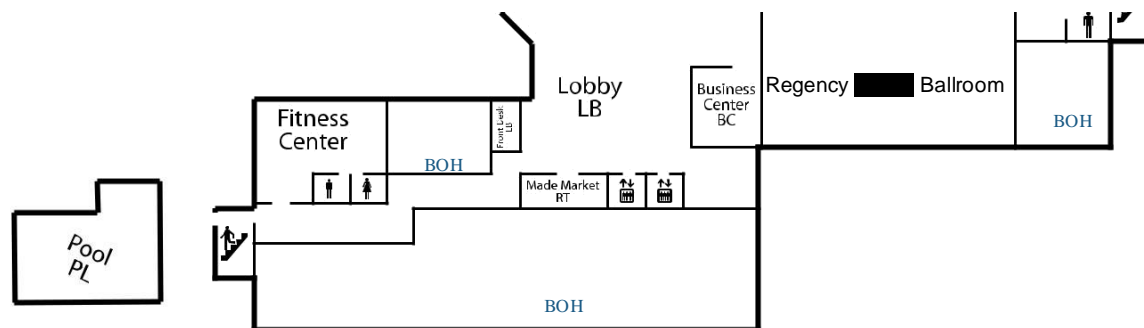 Lobby
LB
Regency
Ballroom
Business
Center
BC
Fitness
Center
Front Desk
LB
BOH
BOH
Made Market
RT
Pool
PL
BOH